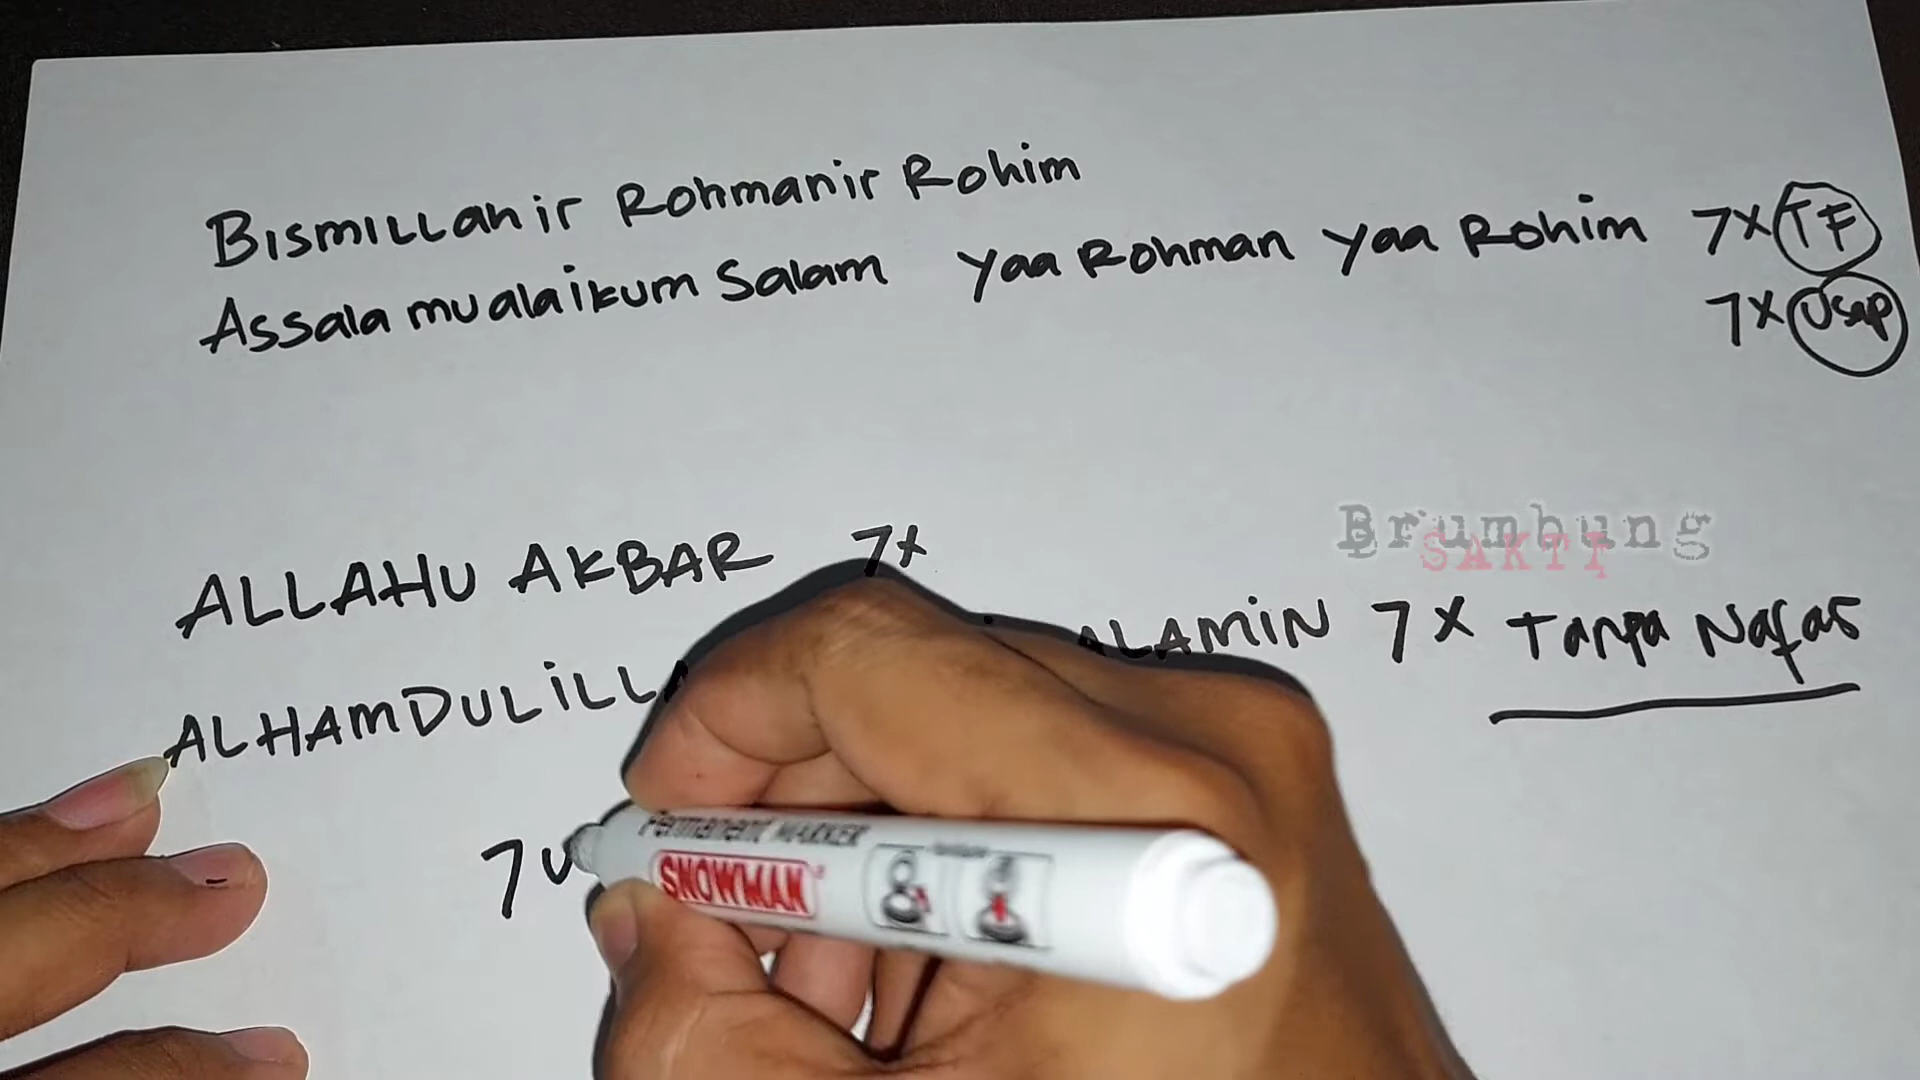 BISMILLAHir Rohmanir Rohim
Assalamualaikum Salam Yaa Rohman Yaa Rohim 7x TF
7x Usap
Brumbung
SAKTI
ALLAHU AKBAR 7x
ALAMiN 7x Tanpa Nafas
7
Permanent MARKER
SNOWMAN